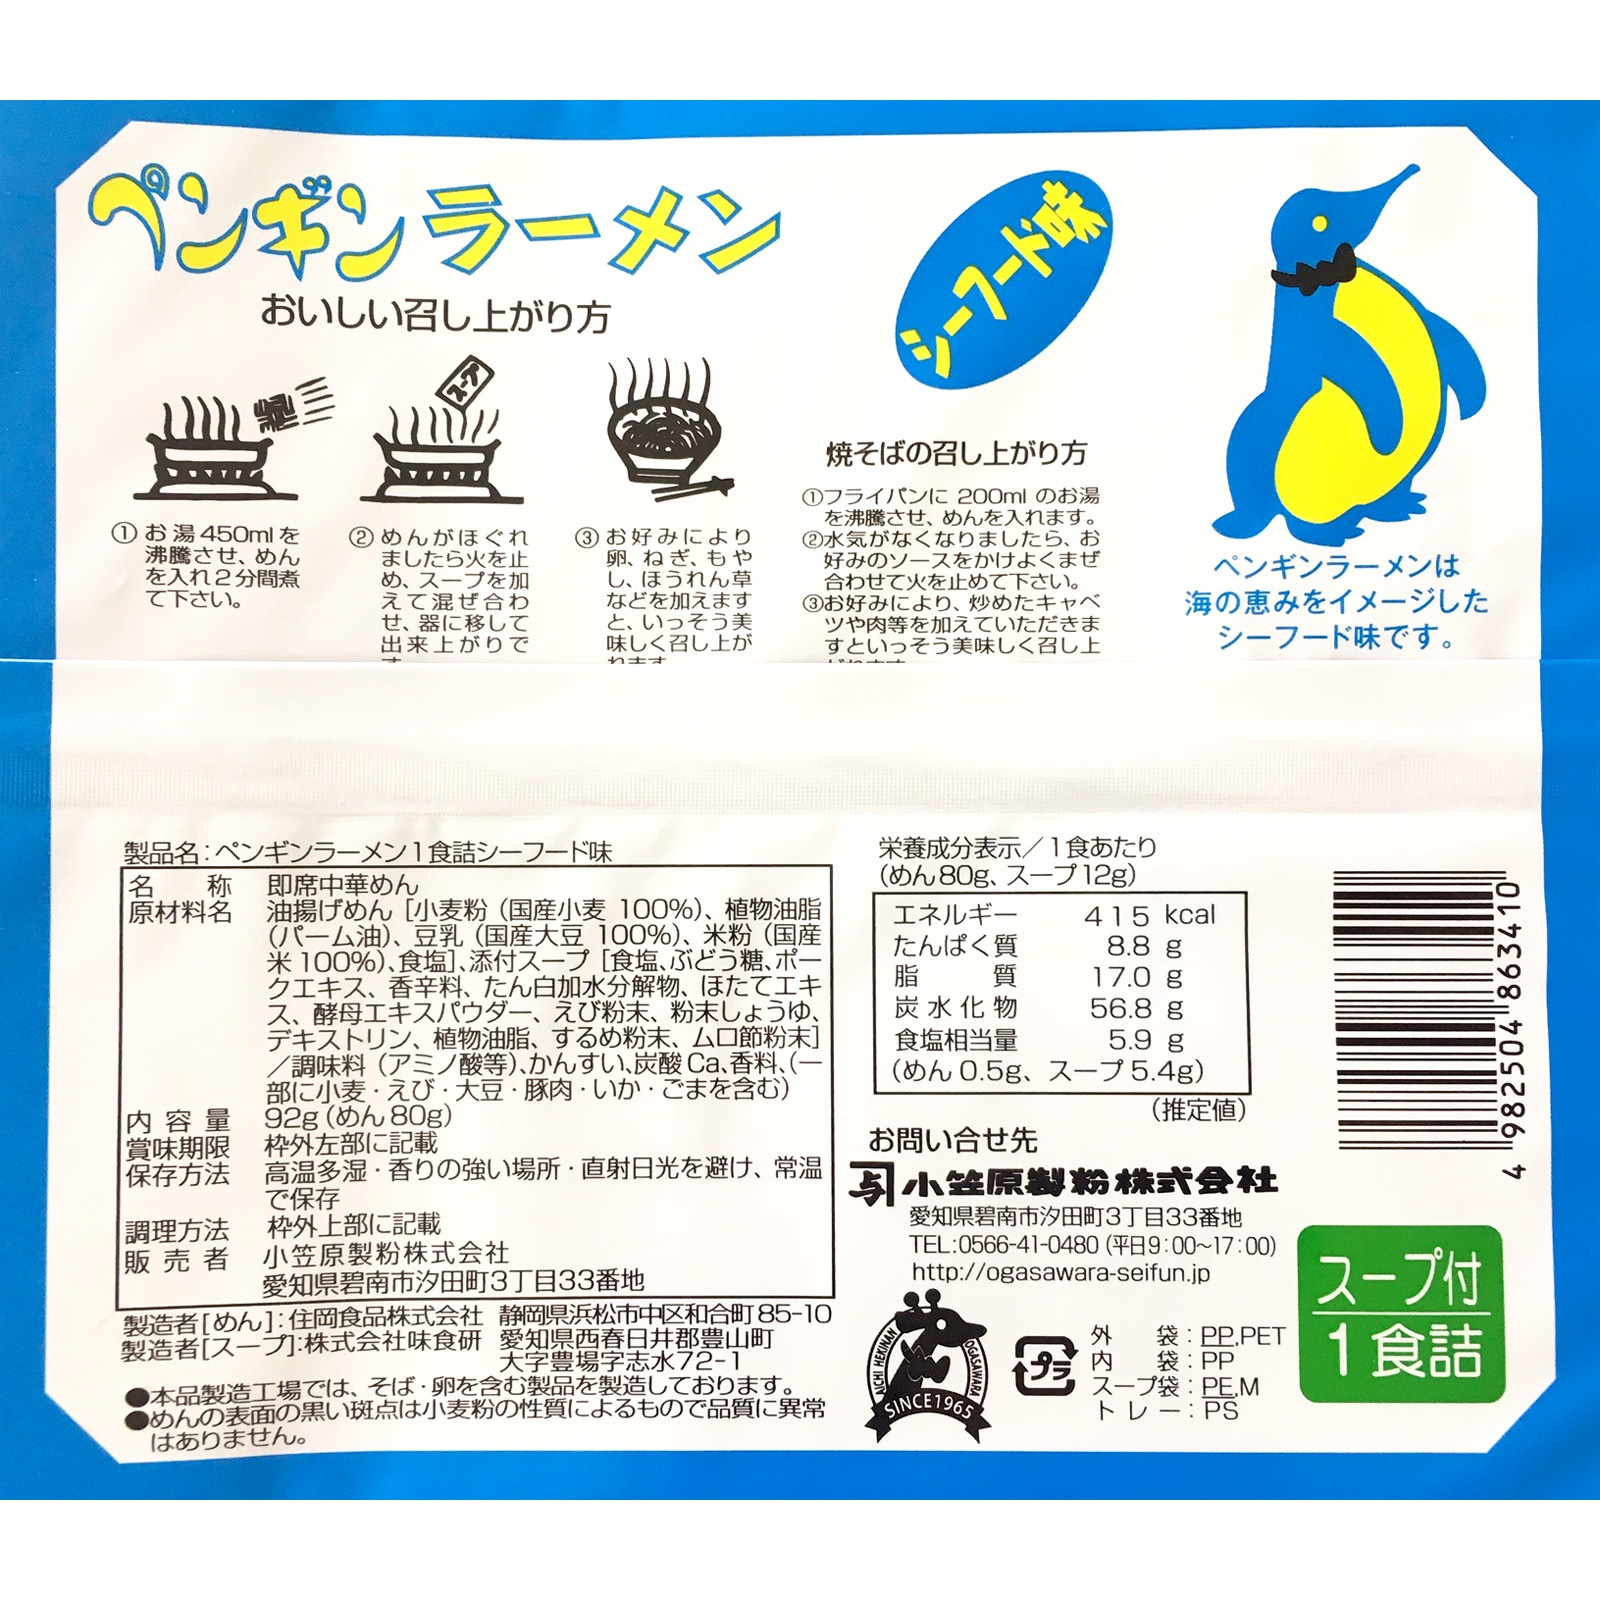 ペンギンラーメン
おいしい召し上がり方
シーフード味
スープ
① お湯450mlを
沸騰させ、めん
を入れ2分間煮
て下さい。
② めんがほぐれ
ましたら火を止
め、スープを加
えて混ぜ合わ
せ、器に移して
出来上がりで
す
③ お好みにより
卵、ねぎ、もや
し、ほうれん草
などを加えます
と、いっそう美
味しく召し上が
れます
焼そばの召し上がり方
①フライパンに 200ml のお湯
を沸騰させ、めんを入れます。
②水気がなくなりましたら、お
好みのソースをかけよくまぜ
合わせて火を止めて下さい。
③お好みにより、炒めたキャベ
ツや肉等を加えていただきま
すといっそう美味しく召し上
がれます
ペンギンラーメンは
海の恵みをイメージした
シーフード味です。
製品名：ペンギンラーメン1食詰シーフード味
名称 即席中華めん
原材料名 油揚げめん［小麦粉（国産小麦 100%）、植物油脂
（パーム油）、豆乳（国産大豆 100%）、米粉（国産
米100%）、食塩］、添付スープ［食塩、ぶどう糖、ポー
クエキス、香辛料、たん白加水分解物、ほたてエキ
ス、酵母エキスパウダー、えび粉末、粉末しょうゆ、
デキストリン、植物油脂、するめ粉末、ムロ節粉末］
／調味料（アミノ酸等）、かんすい、炭酸Ca、香料、（一
部に小麦・えび・大豆・豚肉・いか・ごまを含む）
内容量 92g（めん80g）
賞味期限 枠外左部に記載
保存方法 高温多湿・香りの強い場所・直射日光を避け、常温
で保存
調理方法 枠外上部に記載
販売者 小笠原製粉株式会社
愛知県碧南市汐田町3丁目33番地
製造者［めん］：住岡食品株式会社 静岡県浜松市中区和合町85-10
製造者［スープ］：株式会社味食研 愛知県西春日井郡豊山町
大字豊場字志水72-1
●本品製造工場では、そば・卵を含む製品を製造しております。
●めんの表面の黒い斑点は小麦粉の性質によるもので品質に異常
はありません。
栄養成分表示／1食あたり
（めん80g、スープ12g）
エネルギー 415 kcal
たんぱく質 8.8 g
脂質 17.0 g
炭水化物 56.8 g
食塩相当量 5.9 g
（めん0.5g、スープ5.4g）
（推定値）
お問い合せ先
小笠原製粉株式会社
愛知県碧南市汐田町3丁目33番地
TEL:0566-41-0480（平日9:00～17:00）
http://ogasawara-seifun.jp
AICHI HEKINAN
OGASAWARA
SINCE1965
プラ
外袋：PP,PET
内袋：PP
スープ袋：PE,M
トレー：PS
4 982504 863410
スープ付
1食詰